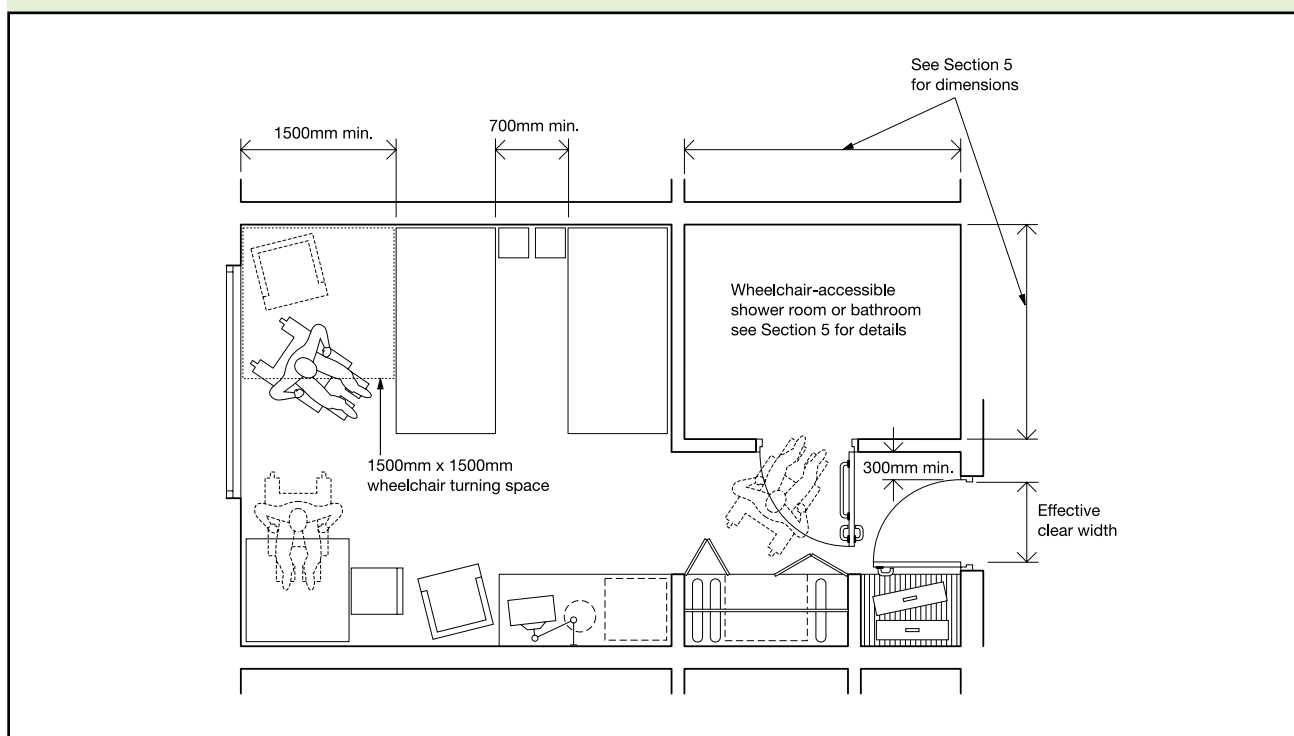 See Section 5
for dimensions
1500mm min.
700mm min.
Wheelchair-accessible
shower room or bathroom
see Section 5 for details
1500mm x 1500mm
wheelchair turning space
300mm min.
Effective
clear width